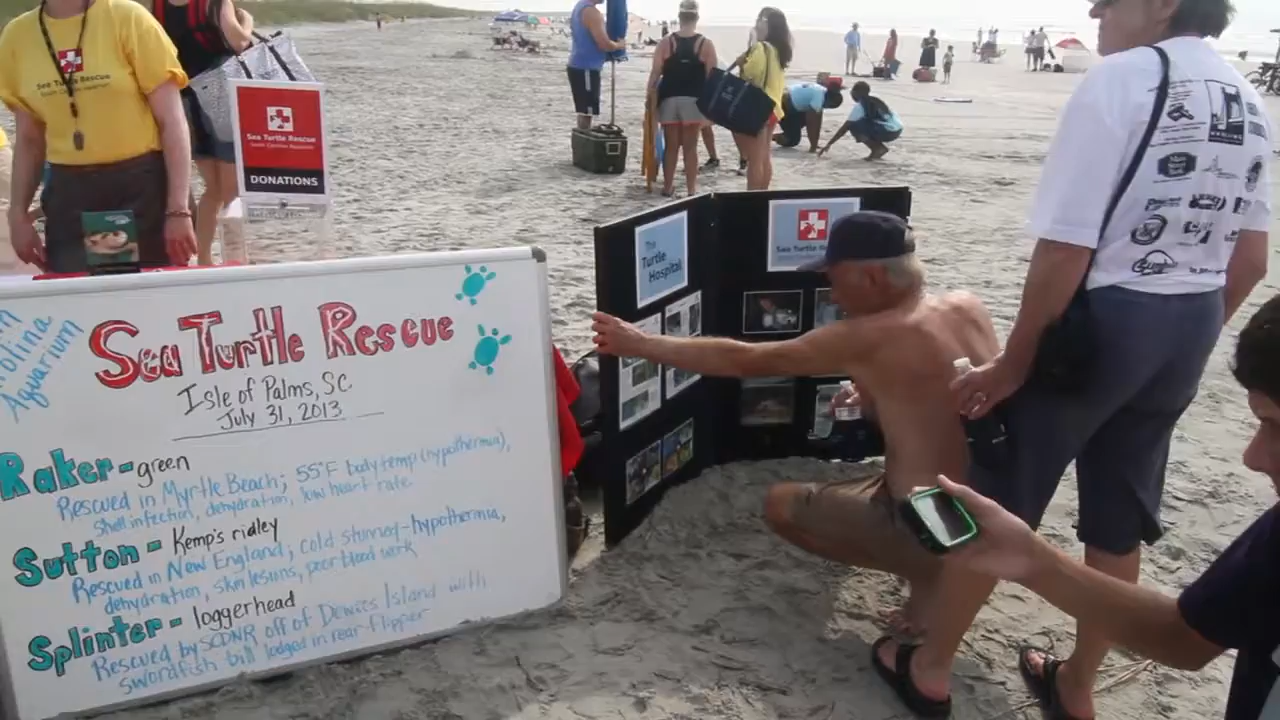 Sea Turtle Rescue
Sea Turtle Rescue
DONATIONS
The
Turtle
Hospital
Sea Turtle
Aquarium
Sea Turtle Rescue
Isle of Palms, SC
July 31, 2013
Raker - green
Rescued in Myrtle Beach; 55°F body temp (hypothermia),
shell infection, dehydration, low heart rate
Sutton - Kemp's ridley
Rescued in New England; cold stunned - hypothermia,
dehydration, skin lesions, poor blood work
Splinter - loggerhead
Rescued by SCDNR off of Dewees Island with
swordfish bill lodged in rear flipper